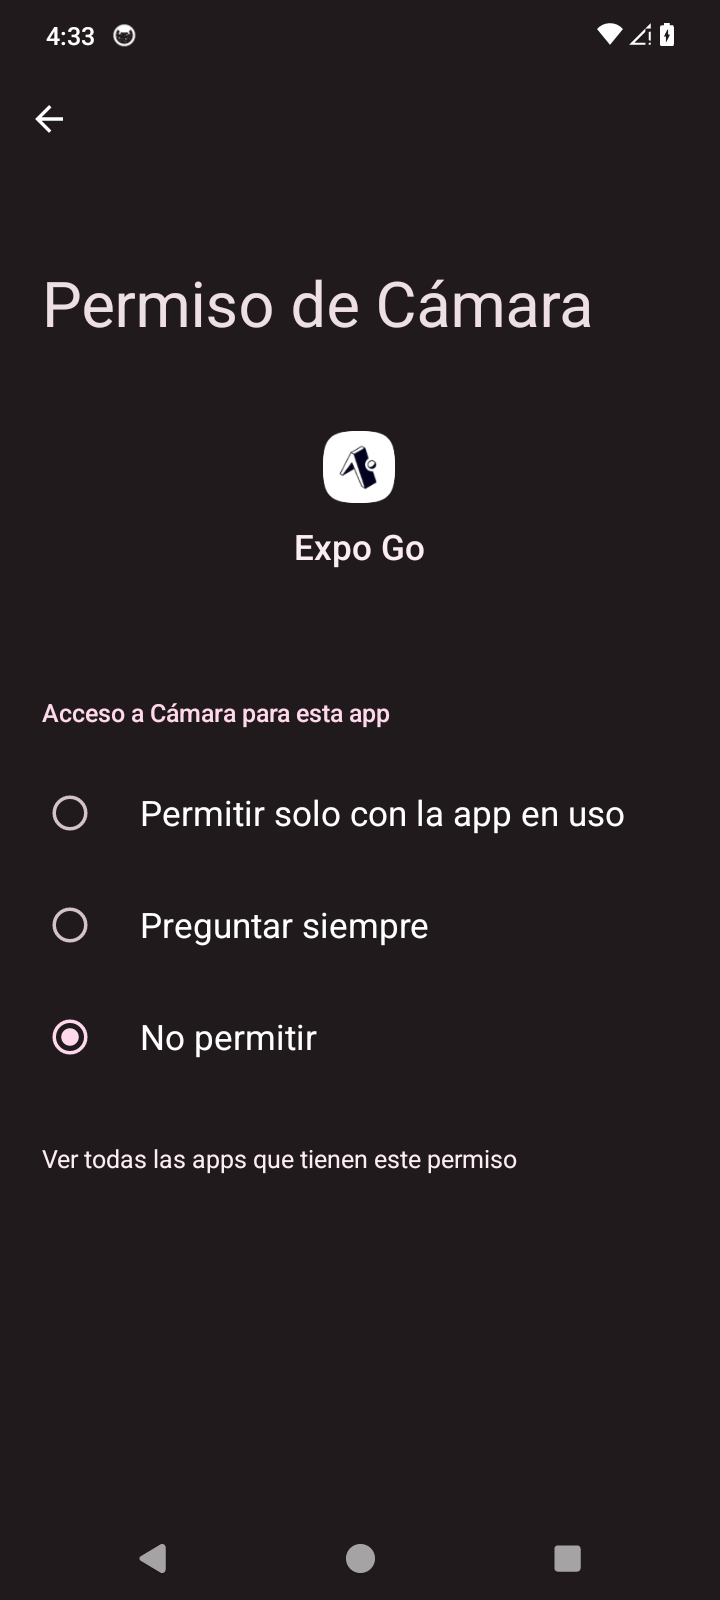 4:33
Permiso de Cámara
Expo Go
Acceso a Cámara para esta app
Permitir solo con la app en uso
Preguntar siempre
No permitir
Ver todas las apps que tienen este permiso